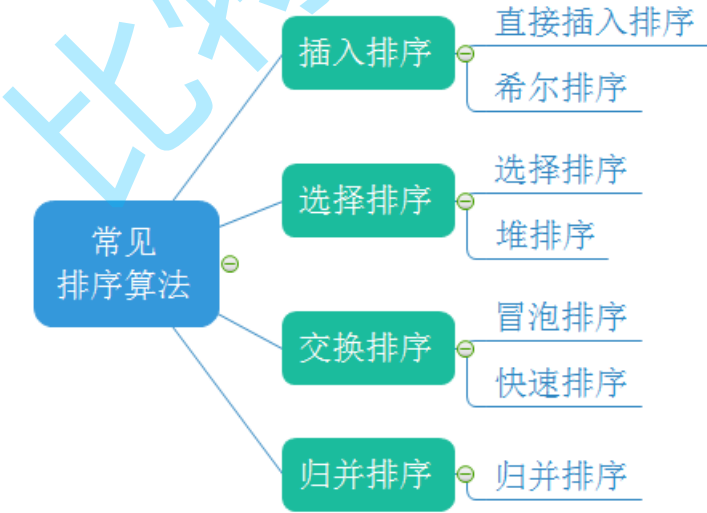 比特
常见
排序算法
插入排序
直接插入排序
希尔排序
选择排序
选择排序
堆排序
交换排序
冒泡排序
快速排序
归并排序
归并排序